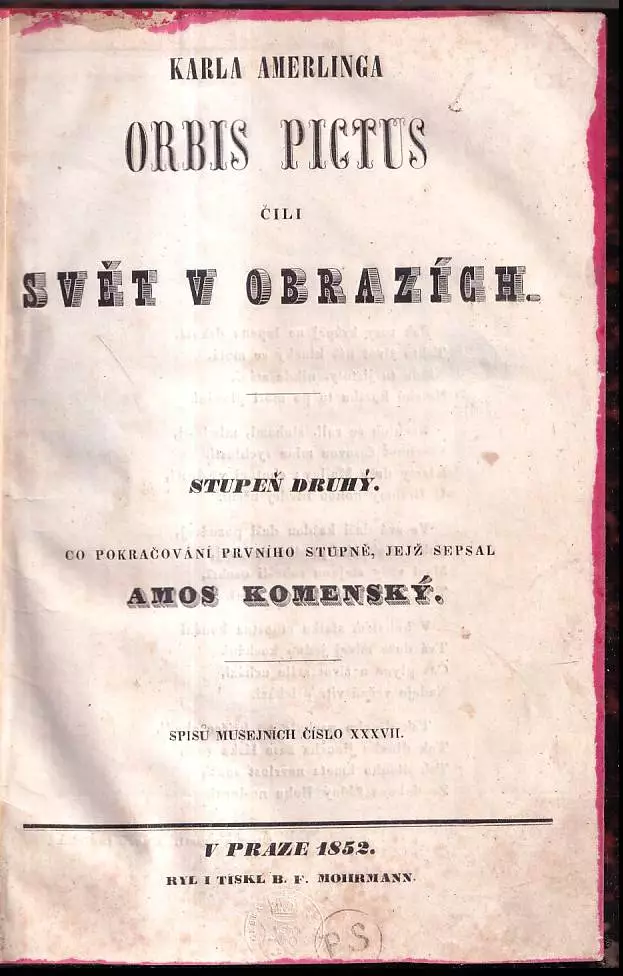 KARLA AMERLINGA
ORBIS PICTUS
ČILI
SVĚT V OBRAZÍCH.
STUPEŇ DRUHÝ.
CO POKRAČOVÁNÍ PRVNÍHO STUPNĚ, JEJŽ SEPSAL
AMOS KOMENSKÝ.
SPISŮ MUSEJNÍCH ČÍSLO XXXVII.
V PRAZE 1852.
RYL I TISKL B. F. MOHRMANN.
PS